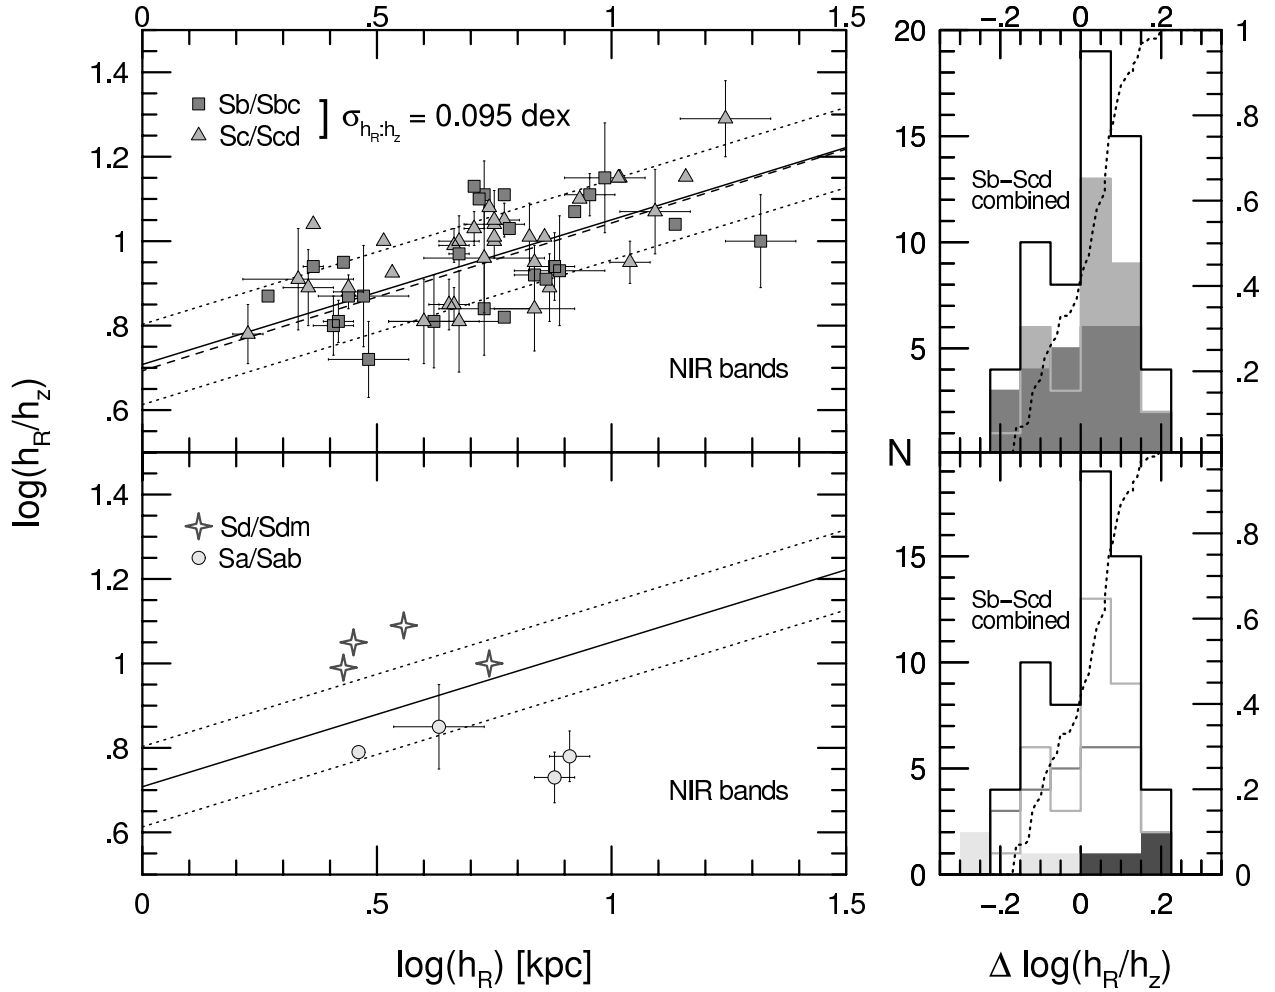 0 .5 1 1.5 −.2 0 .2
1.4 20 1
Sb/Sbc
Sc/Scd ] σhR:hz = 0.095 dex
1.2 15 .8
Sb−Scd
combined
1 10 .6
.8 5 .4
NIR bands
.6 .2
N
log(hR/hz)
1.4
Sd/Sdm
Sa/Sab
1.2 15 .8
Sb−Scd
combined
1 10 .6
.8 5 .4
NIR bands
.6 .2
0 0
0 .5 1 1.5 −.2 0 .2
log(hR) [kpc] Δ log(hR/hz)